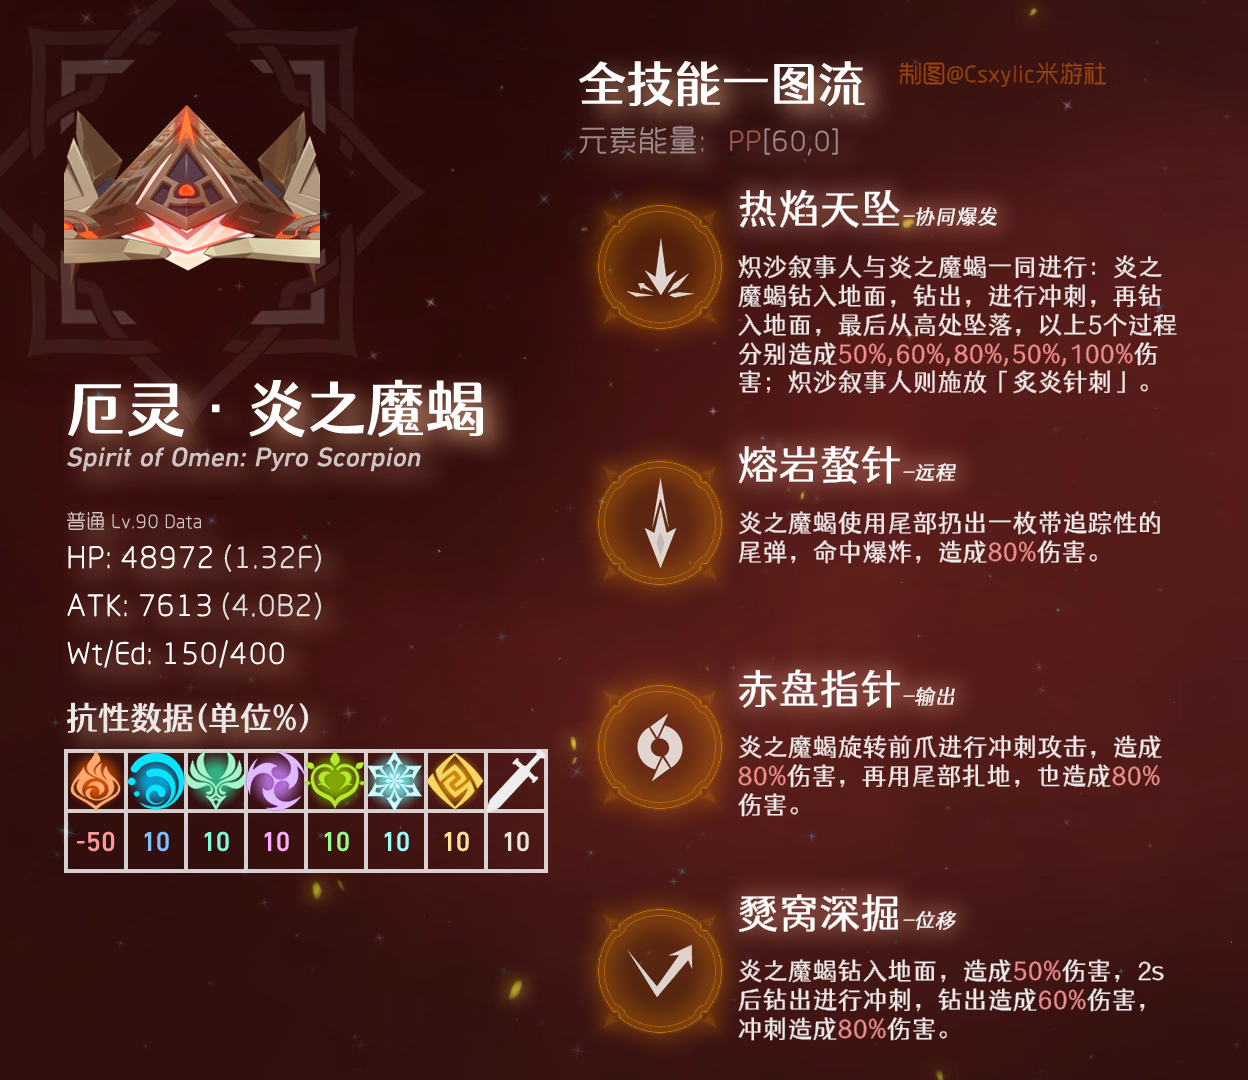 全技能一图流
制图@Csxylic米游社
元素能量： PP[60,0]
厄灵·炎之魔蝎
Spirit of Omen: Pyro Scorpion
普通 Lv.90 Data
HP: 48972 (1.32F)
ATK: 7613 (4.0B2)
Wt/Ed: 150/400
抗性数据(单位%)
-50 10 10 10 10 10 10 10
热焰天坠-协同爆发
炽沙叙事人与炎之魔蝎一同进行：炎之
魔蝎钻入地面，钻出，进行冲刺，再钻
入地面，最后从高处坠落，以上5个过程
分别造成50%,60%,80%,50%,100%伤
害；炽沙叙事人则施放「炙炎针刺」。
熔岩螯针-远程
炎之魔蝎使用尾部扔出一枚带追踪性的
尾弹，命中爆炸，造成80%伤害。
赤盘指针-输出
炎之魔蝎旋转前爪进行冲刺攻击，造成
80%伤害，再用尾部扎地，也造成80%
伤害。
燹窝深掘-位移
炎之魔蝎钻入地面，造成50%伤害，2s
后钻出进行冲刺，钻出造成60%伤害，
冲刺造成80%伤害。